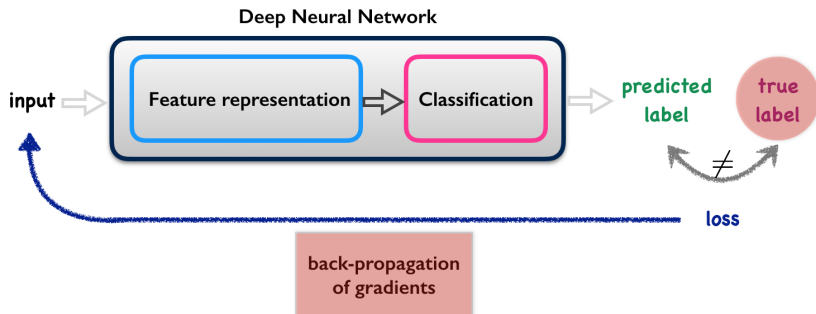 Deep Neural Network
input
Feature representation
Classification
predicted
label
true
label
≠
loss
back-propagation
of gradients